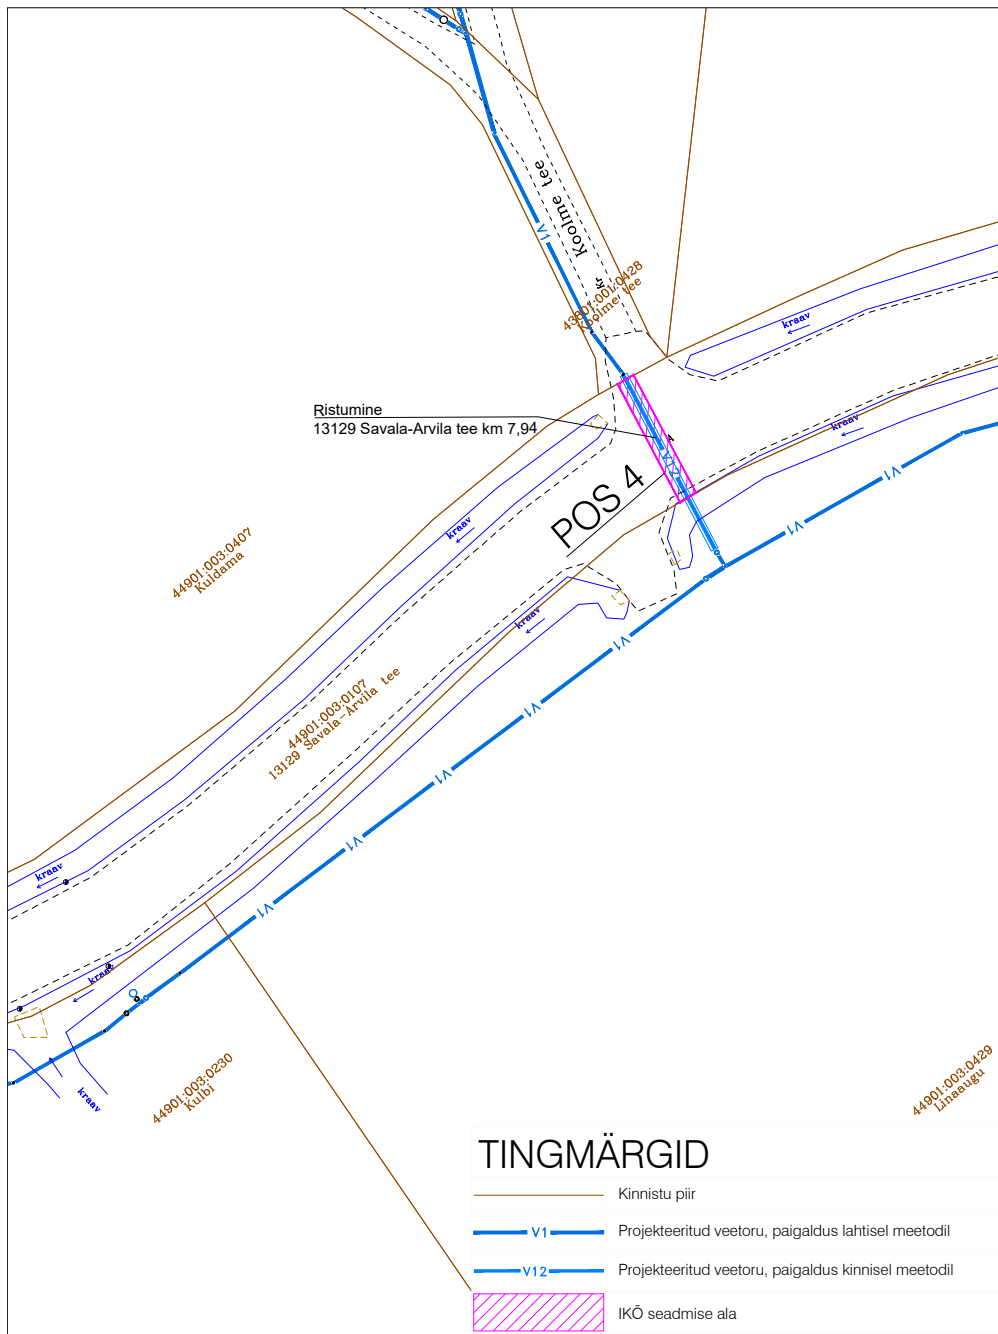 V1
Koolme tee
kr
43801:001:0428
Koolme tee
kraav
Ristumine
13129 Savala-Arvila tee km 7,94
kraav
V12
V1
POS 4
kraav
V1
44901:003:0407
Kuldama
kraav
V1
44901:003:0107
13129 Savala-Arvila tee
V1
V1
V1
kraav
V1
kraav
44901:003:0230
Kulbi
kraav
44901:003:0429
Linaaugu
TINGMÄRGID
Kinnistu piir
V1
Projekteeritud veetoru, paigaldus lahtisel meetodil
V12
Projekteeritud veetoru, paigaldus kinnisel meetodil
IKÕ seadmise ala